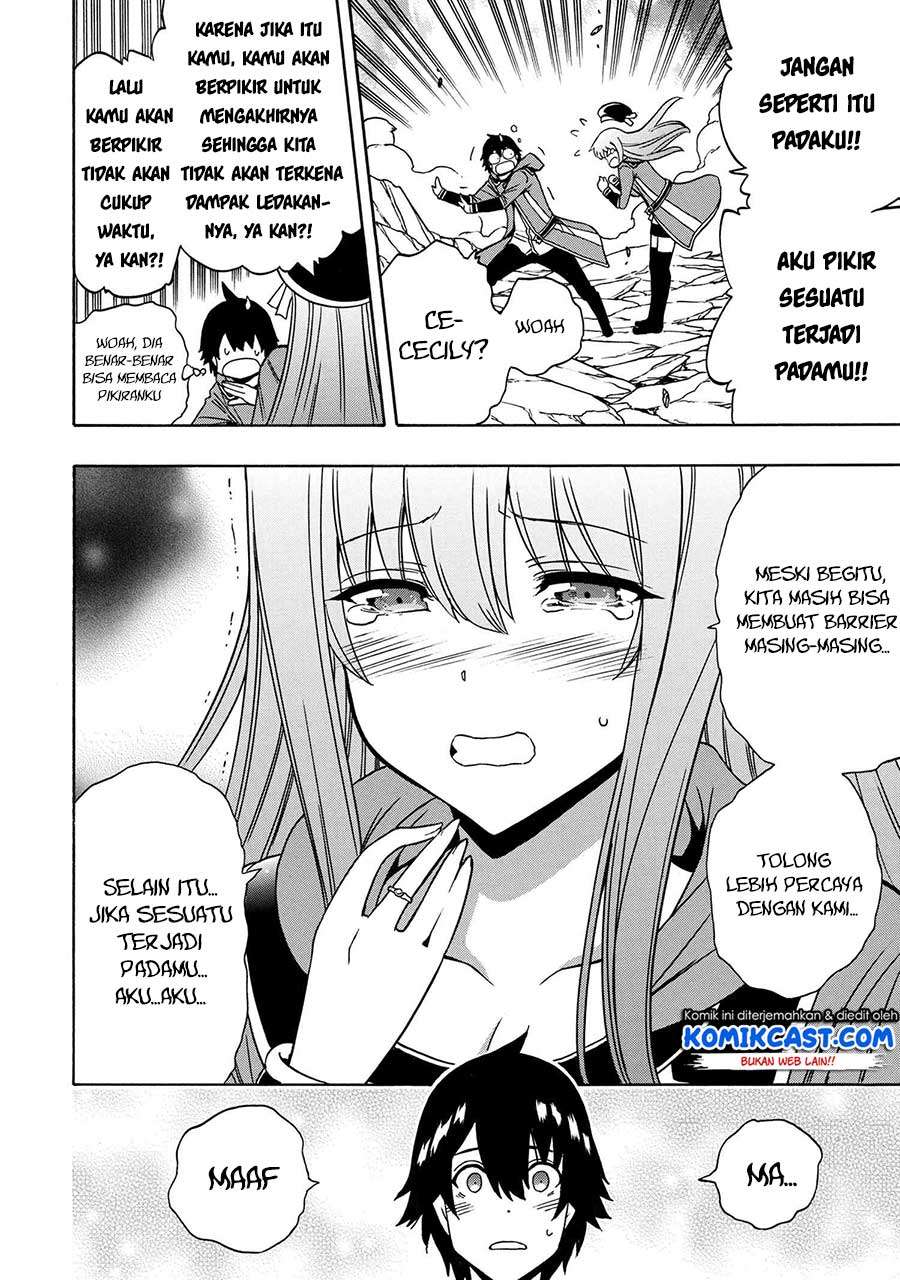 JANGAN
SEPERTI ITU
PADAKU!!
AKU PIKIR
SESUATU
TERJADI
PADAMU!!
WOAH
CE-
CECILY?
KARENA JIKA ITU
KAMU, KAMU AKAN
BERPIKIR UNTUK
MENGAKHIRNYA
SEHINGGA KITA
TIDAK AKAN TERKENA
DAMPAK LEDAKAN-
NYA, YA KAN?!
LALU
KAMU AKAN
BERPIKIR
TIDAK AKAN
CUKUP
WAKTU,
YA KAN?!
WOAH, DIA
BENAR-BENAR
BISA MEMBACA
PIKIRANKU
MESKI BEGITU,
KITA MASIH BISA
MEMBUAT BARRIER
MASING-MASING...
TOLONG
LEBIH PERCAYA
DENGAN KAMI...
SELAIN ITU...
JIKA SESUATU
TERJADI
PADAMU...
AKU...AKU...
Komik ini diterjemahkan & diedit oleh
KOMIKCAST.COM
BUKAN WEB LAIN!!
MA...
MAAF